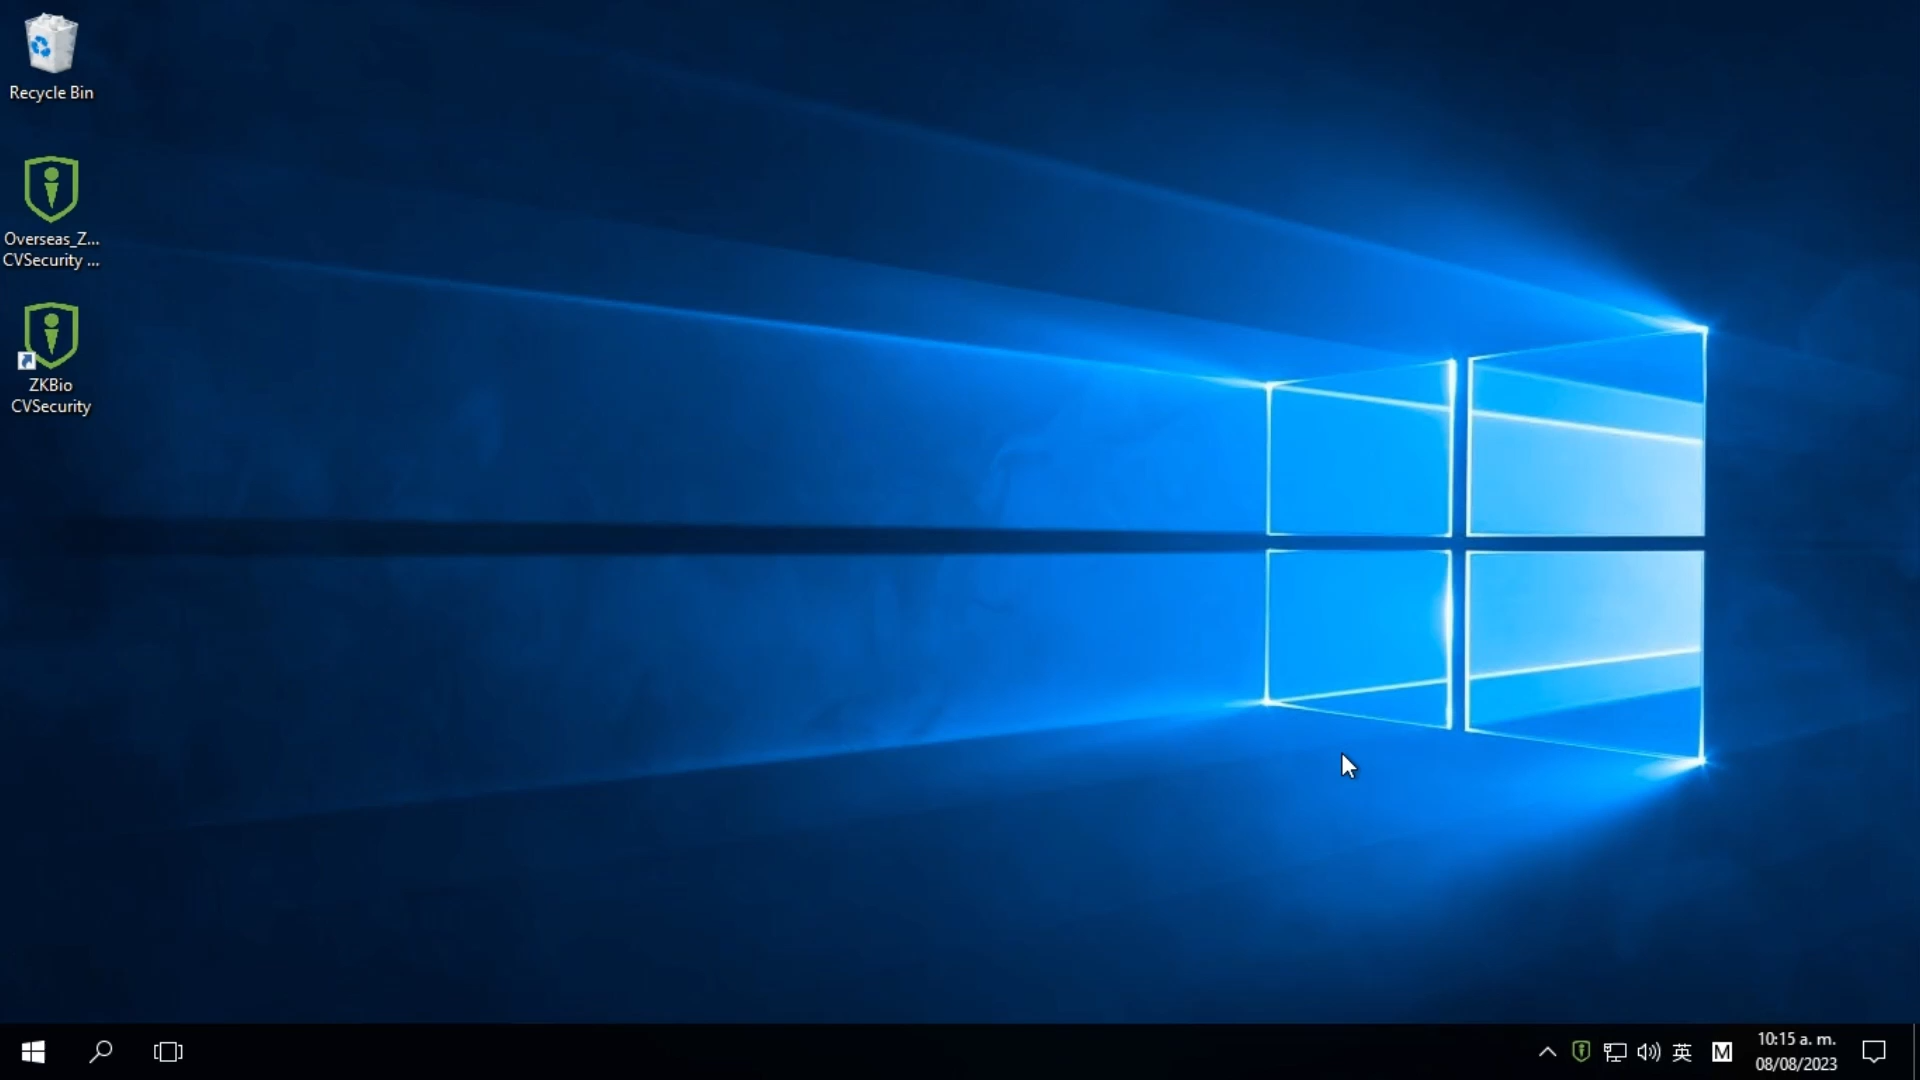 Recycle Bin
Overseas_Z...
CVSecurity ...
ZKBio
CVSecurity
英
M
10:15 a. m.
08/08/2023